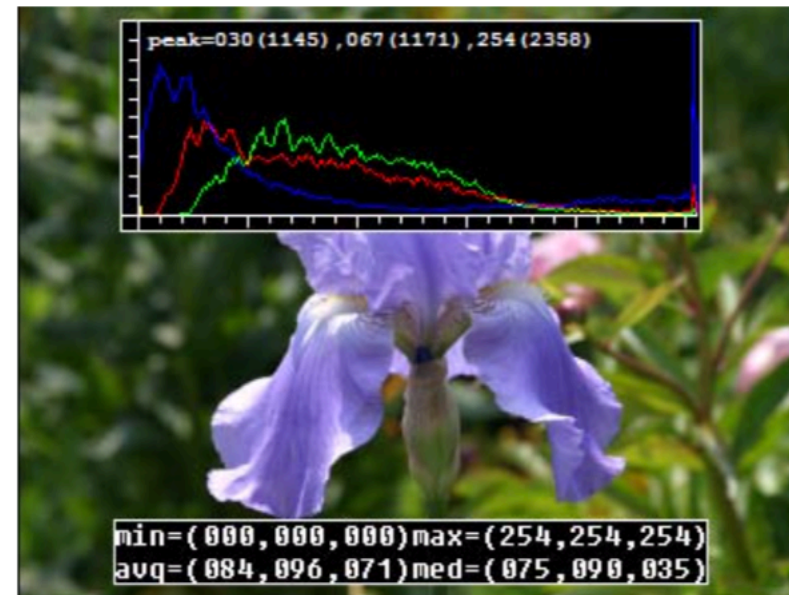 peak=030(1145),067(1171),254(2358)
min=(000,000,000)max=(254,254,254)
avg=(084,096,071)med=(075,090,035)